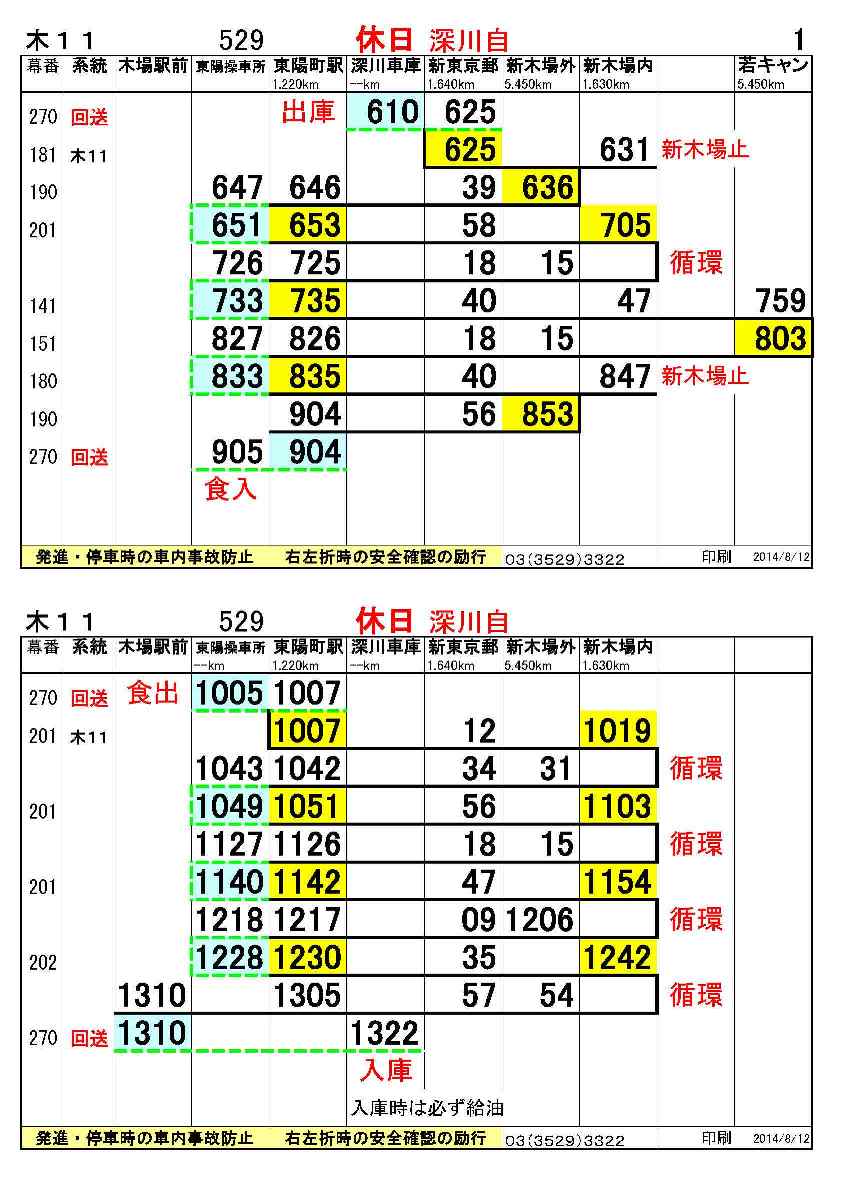 木11 529 休日 深川自 1
幕番 系統 木場駅前 東陽操車所 東陽町駅 深川車庫 新東京郵 新木場外 新木場内 若キャン
1.220km --km 1.640km 5.450km 1.630km 5.450km
270 回送 出庫 610 625
181 木11 625 631 新木場止
190 647 646 39 636
201 651 653 58 705
726 725 18 15 循環
141 733 735 40 47 759
151 827 826 18 15 803
180 833 835 40 847 新木場止
190 904 56 853
270 回送 905 904
食入
発進・停車時の車内事故防止 右左折時の安全確認の励行 03(3529)3322 印刷 2014/8/12
木11 529 休日 深川自
幕番 系統 木場駅前 東陽操車所 東陽町駅 深川車庫 新東京郵 新木場外 新木場内
--km 1.220km --km 1.640km 5.450km 1.630km
270 回送 食出 1005 1007
201 木11 1007 12 1019
1043 1042 34 31 循環
201 1049 1051 56 1103
1127 1126 18 15 循環
201 1140 1142 47 1154
1218 1217 09 1206 循環
202 1228 1230 35 1242
1310 1305 57 54 循環
270 回送 1310 1322
入庫
入庫時は必ず給油
発進・停車時の車内事故防止 右左折時の安全確認の励行 03(3529)3322 印刷 2014/8/12